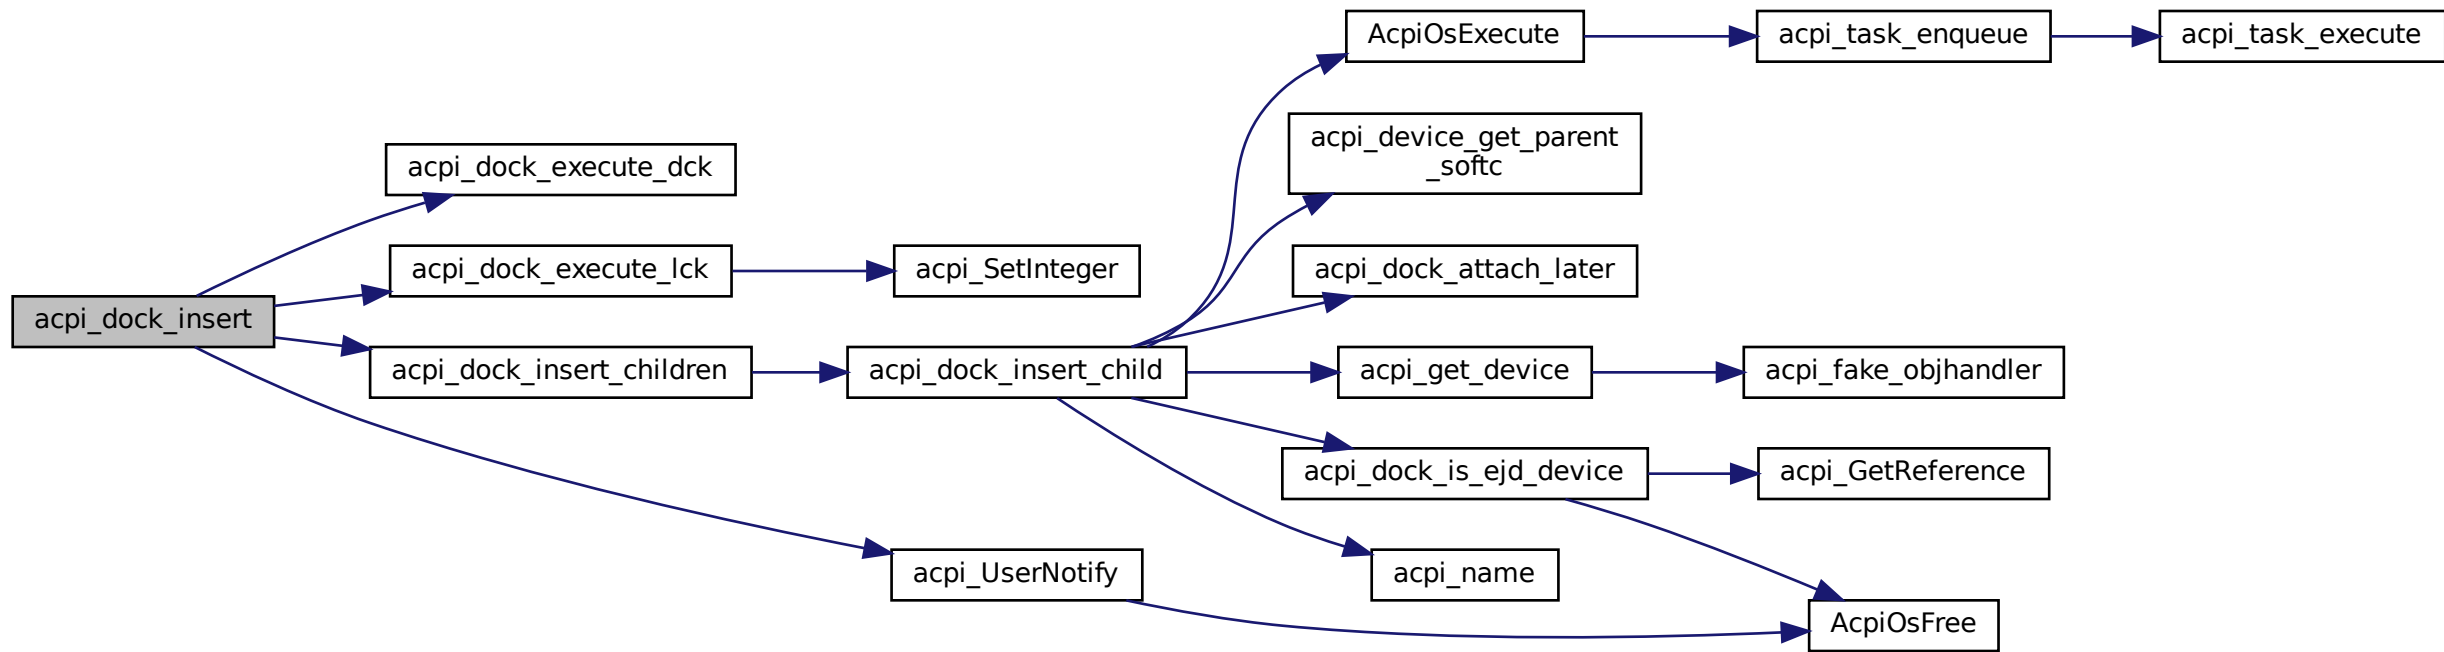 AcpiOsExecute
acpi_task_enqueue
acpi_task_execute
acpi_device_get_parent
_softc
acpi_dock_execute_dck
acpi_dock_execute_lck
acpi_SetInteger
acpi_dock_attach_later
acpi_dock_insert
acpi_dock_insert_children
acpi_dock_insert_child
acpi_get_device
acpi_fake_objhandler
acpi_dock_is_ejd_device
acpi_GetReference
acpi_UserNotify
acpi_name
AcpiOsFree